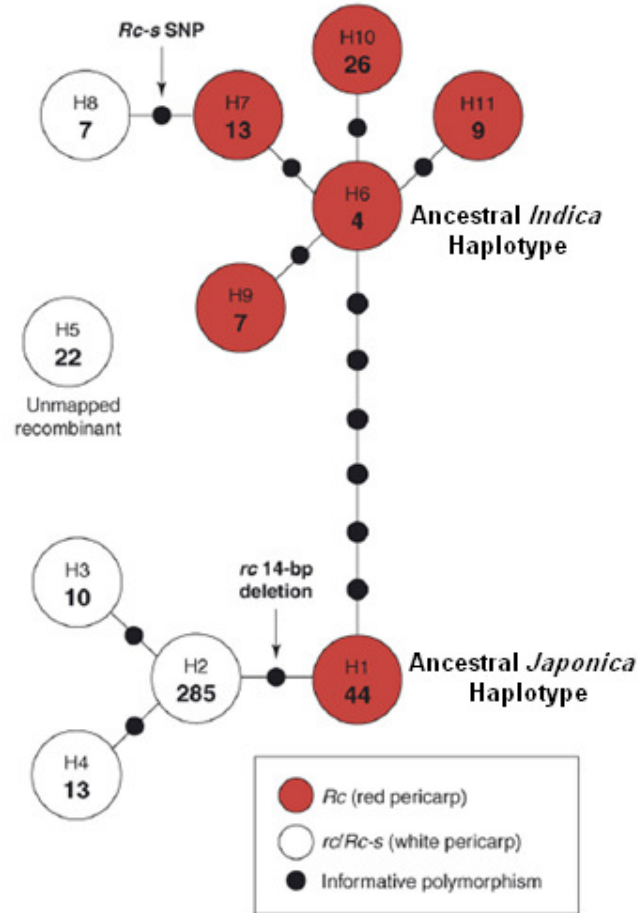 Rc-s SNP
H8
7
H7
13
H10
26
H11
9
H6
4
Ancestral Indica
Haplotype
H9
7
H5
22
Unmapped
recombinant
rc 14-bp
deletion
H3
10
H2
285
H1
44
Ancestral Japonica
Haplotype
H4
13
Rc (red pericarp)
rc/Rc-s (white pericarp)
Informative polymorphism